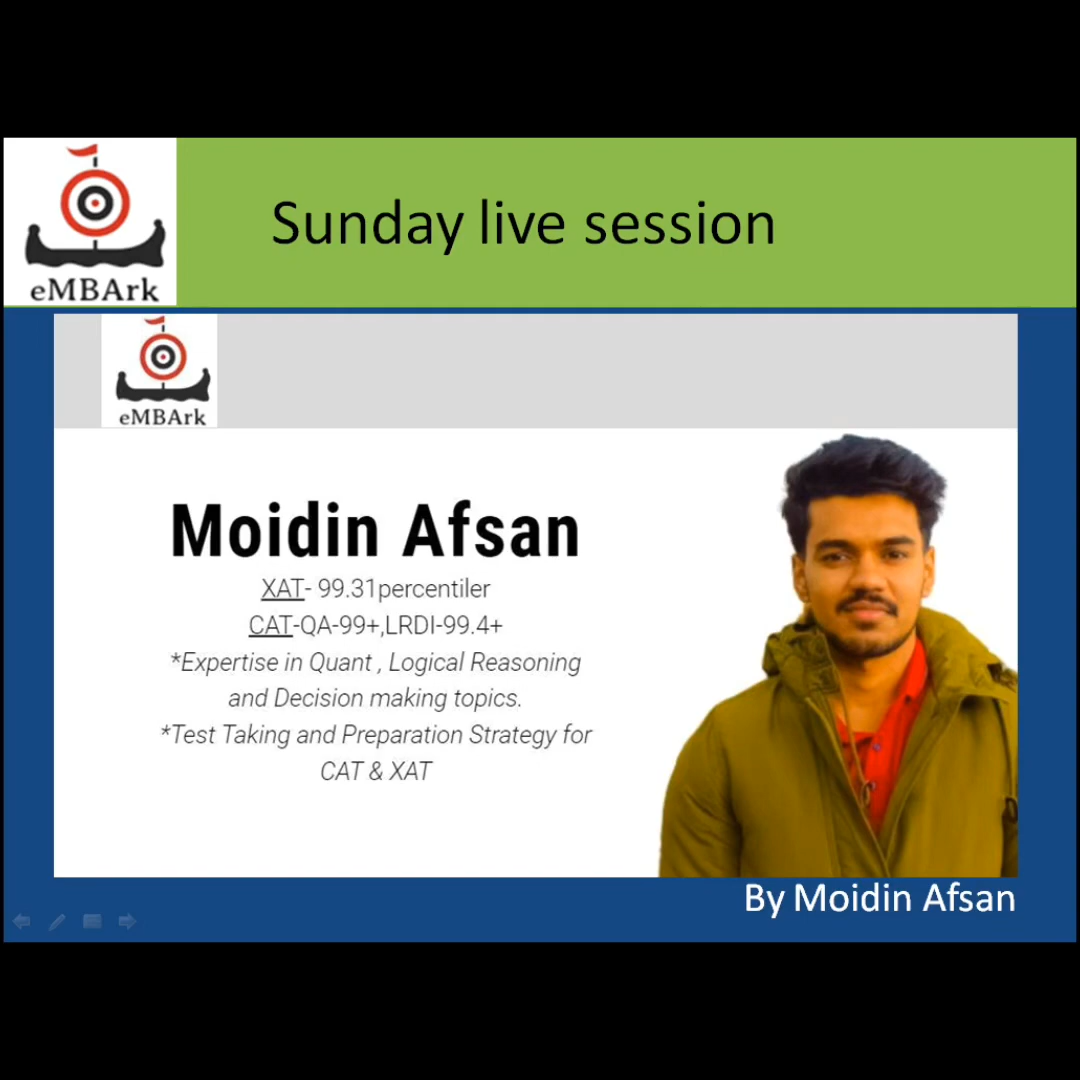 eMBArk
Sunday live session
eMBArk
Moidin Afsan
XAT- 99.31percentiler
CAT-QA-99+,LRDI-99.4+
*Expertise in Quant , Logical Reasoning
and Decision making topics.
*Test Taking and Preparation Strategy for
CAT & XAT
By Moidin Afsan